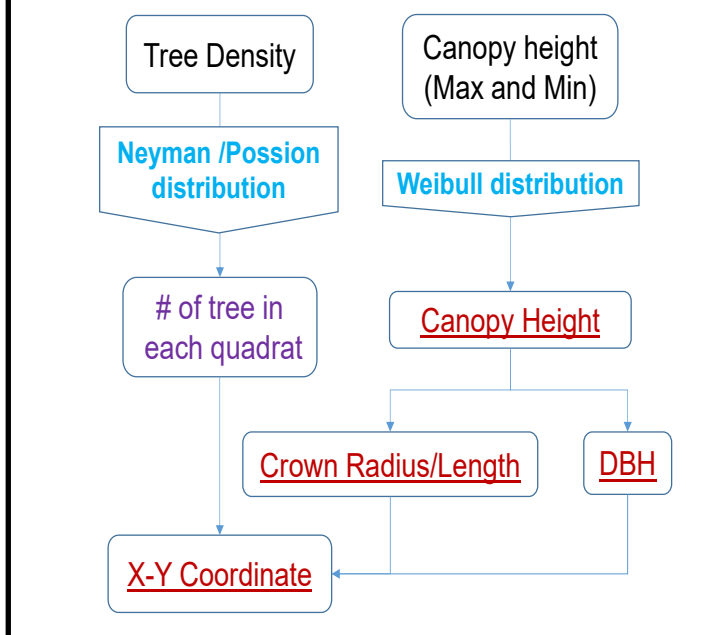 Tree Density
Canopy height
(Max and Min)
Neyman /Possion
distribution
Weibull distribution
# of tree in
each quadrat
Canopy Height
Crown Radius/Length
DBH
X-Y Coordinate